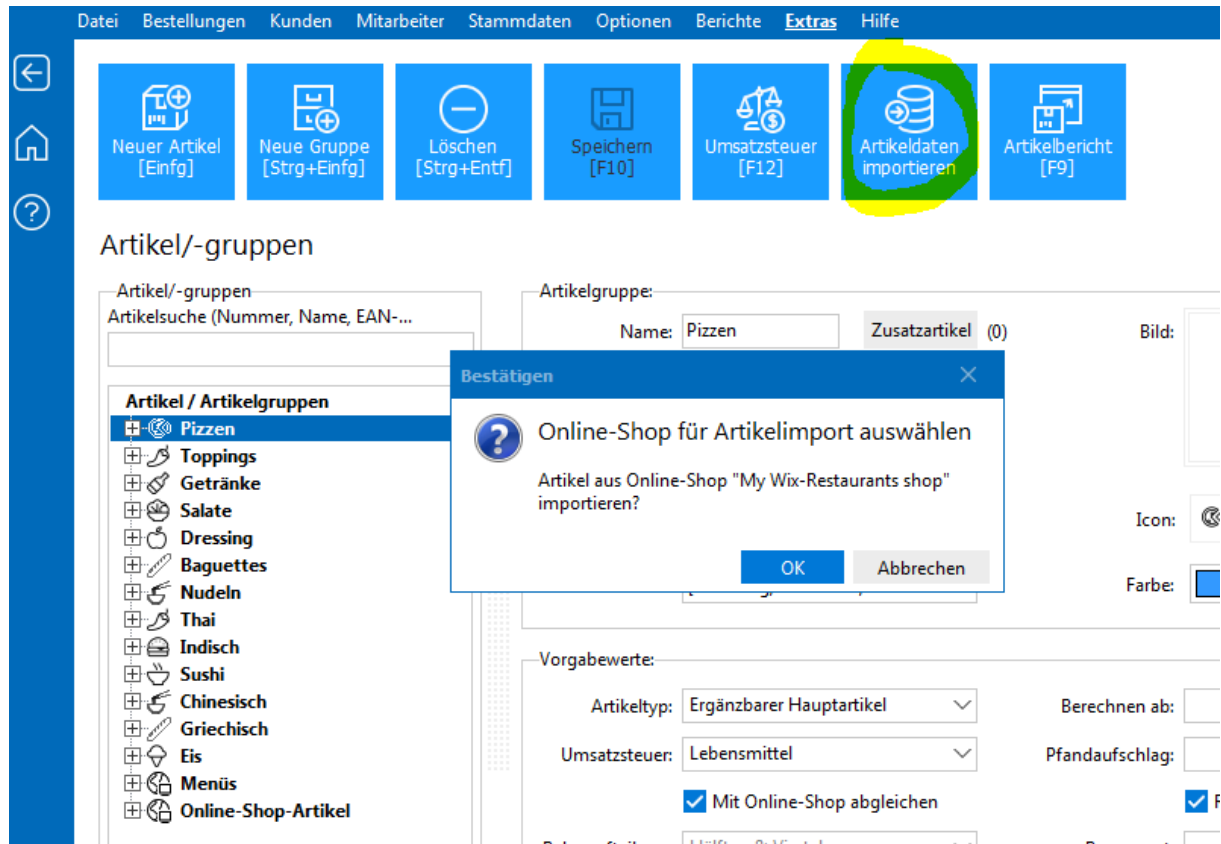 Datei Bestellungen Kunden Mitarbeiter Stammdaten Optionen Berichte Extras Hilfe
Neuer Artikel
[Einfg]
Neue Gruppe
[Strg+Einfg]
Löschen
[Strg+Entf]
Speichern
[F10]
Umsatzsteuer
[F12]
Artikeldaten
importieren
Artikelbericht
[F9]
Artikel/-gruppen
Artikel/-gruppen
Artikelsuche (Nummer, Name, EAN-...
Artikel / Artikelgruppen
Pizzen
Toppings
Getränke
Salate
Dressing
Baguettes
Nudeln
Thai
Indisch
Sushi
Chinesisch
Griechisch
Eis
Menüs
Online-Shop-Artikel
Artikelgruppe:
Name: Pizzen Zusatzartikel (0) Bild:
Bestätigen
Online-Shop für Artikelimport auswählen
Artikel aus Online-Shop "My Wix-Restaurants shop"
importieren?
OK Abbrechen
Icon:
Farbe:
Vorgabewerte:
Artikeltyp: Ergänzbarer Hauptartikel Berechnen ab:
Umsatzsteuer: Lebensmittel Pfandaufschlag:
Mit Online-Shop abgleichen